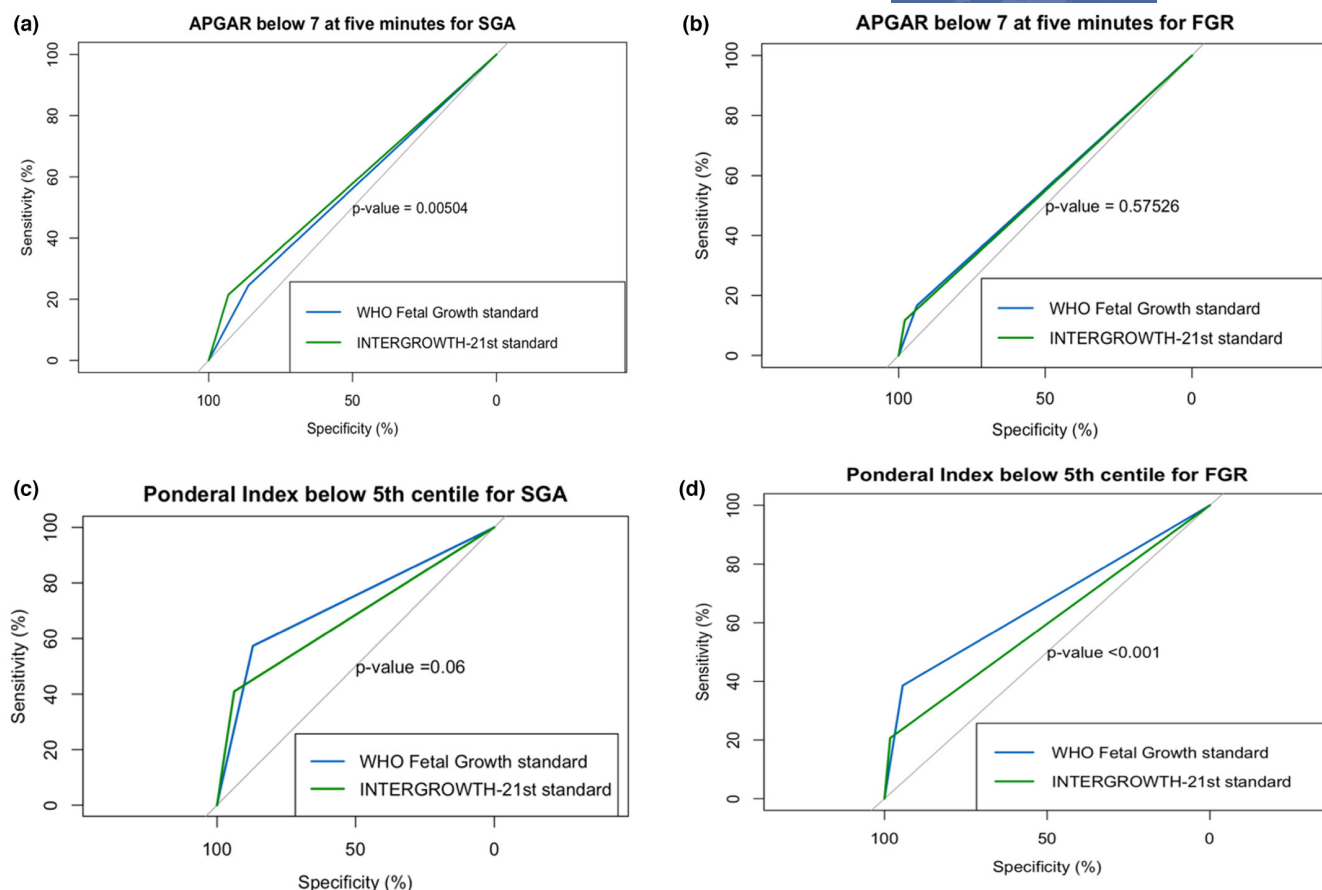 (a)
APGAR below 7 at five minutes for SGA
Sensitivity (%)
100
80
60
40
20
0
p-value = 0.00504
WHO Fetal Growth standard
INTERGROWTH-21st standard
100
50
0
Specificity (%)
(b)
APGAR below 7 at five minutes for FGR
Sensitivity (%)
100
80
60
40
20
0
p-value = 0.57526
WHO Fetal Growth standard
INTERGROWTH-21st standard
100
50
0
Specificity (%)
(c)
Ponderal Index below 5th centile for SGA
Sensitivity (%)
100
80
60
40
20
0
p-value =0.06
WHO Fetal Growth standard
INTERGROWTH-21st standard
100
50
0
Specificity (%)
(d)
Ponderal Index below 5th centile for FGR
Sensitivity (%)
100
80
60
40
20
0
p-value <0.001
WHO Fetal Growth standard
INTERGROWTH-21st standard
100
50
0
Specificity (%)